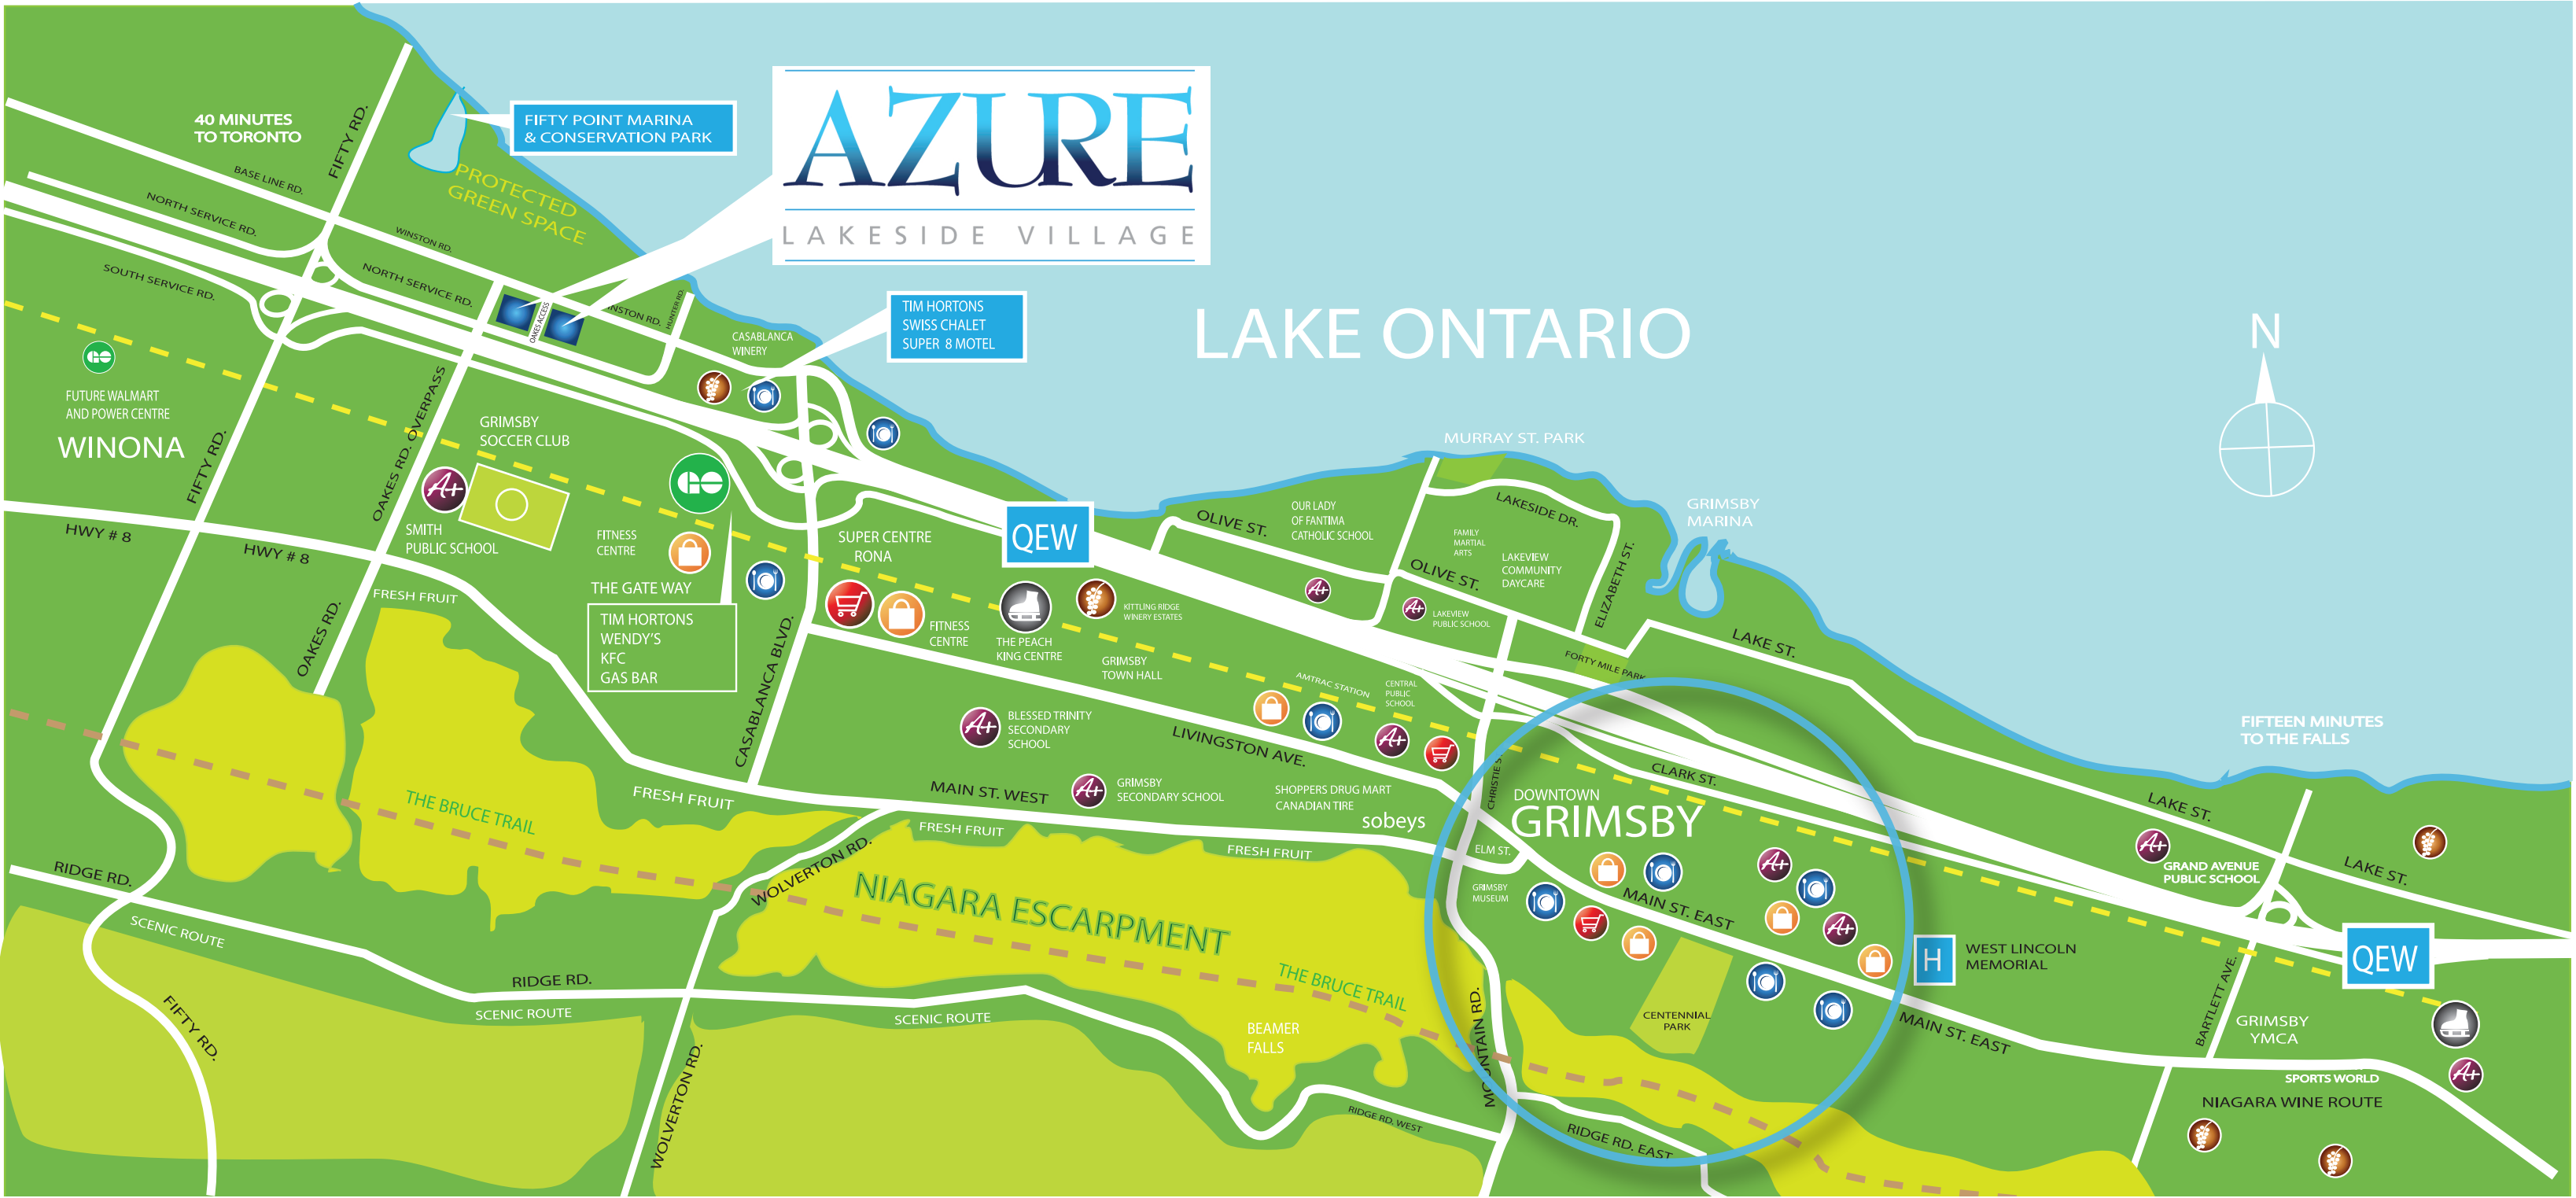 40 MINUTES
TO TORONTO
FIFTY RD.
BASE LINE RD.
NORTH SERVICE RD.
SOUTH SERVICE RD.
FIFTY POINT MARINA
& CONSERVATION PARK
PROTECTED
GREEN SPACE
WINSTON RD.
NORTH SERVICE RD.
AZURE
LAKESIDE VILLAGE
OAKES ACCESS
INSTON RD.
HUNTER RD.
CASABLANCA
WINERY
TIM HORTONS
SWISS CHALET
SUPER 8 MOTEL
LAKE ONTARIO
N
GO
FUTURE WALMART
AND POWER CENTRE
WINONA
FIFTY RD.
OAKES RD. OVERPASS
GRIMSBY
SOCCER CLUB
A+
SMITH
PUBLIC SCHOOL
HWY # 8
HWY # 8
FRESH FRUIT
OAKES RD.
GO
FITNESS
CENTRE
THE GATE WAY
TIM HORTONS
WENDY'S
KFC
GAS BAR
CASABLANCA BLVD.
SUPER CENTRE
RONA
FITNESS
CENTRE
QEW
THE PEACH
KING CENTRE
KITTLING RIDGE
WINERY ESTATES
GRIMSBY
TOWN HALL
OLIVE ST.
OUR LADY
OF FANTIMA
CATHOLIC SCHOOL
A+
MURRAY ST. PARK
LAKESIDE DR.
FAMILY
MARTIAL
ARTS
LAKEVIEW
COMMUNITY
DAYCARE
OLIVE ST.
A+
LAKEVIEW
PUBLIC SCHOOL
ELIZABETH ST.
GRIMSBY
MARINA
FORTY MILE PARK
LAKE ST.
AMTRAC STATION
CENTRAL
PUBLIC
SCHOOL
A+
A+
BLESSED TRINITY
SECONDARY
SCHOOL
LIVINGSTON AVE.
MAIN ST. WEST
A+
GRIMSBY
SECONDARY SCHOOL
SHOPPERS DRUG MART
CANADIAN TIRE
sobeys
FRESH FRUIT
FRESH FRUIT
FRESH FRUIT
THE BRUCE TRAIL
WOLVERTON RD.
NIAGARA ESCARPMENT
THE BRUCE TRAIL
BEAMER
FALLS
RIDGE RD.
SCENIC ROUTE
FIFTY RD.
RIDGE RD.
SCENIC ROUTE
SCENIC ROUTE
WOLVERTON RD.
RIDGE RD. WEST
MOUNTAIN RD.
RIDGE RD. EAST
CHRISTIE S
DOWNTOWN
GRIMSBY
CLARK ST.
ELM ST.
GRIMSBY
MUSEUM
MAIN ST. EAST
A+
A+
CENTENNIAL
PARK
H
WEST LINCOLN
MEMORIAL
MAIN ST. EAST
FIFTEEN MINUTES
TO THE FALLS
LAKE ST.
A+
GRAND AVENUE
PUBLIC SCHOOL
LAKE ST.
QEW
BARTLETT AVE.
GRIMSBY
YMCA
A+
SPORTS WORLD
NIAGARA WINE ROUTE